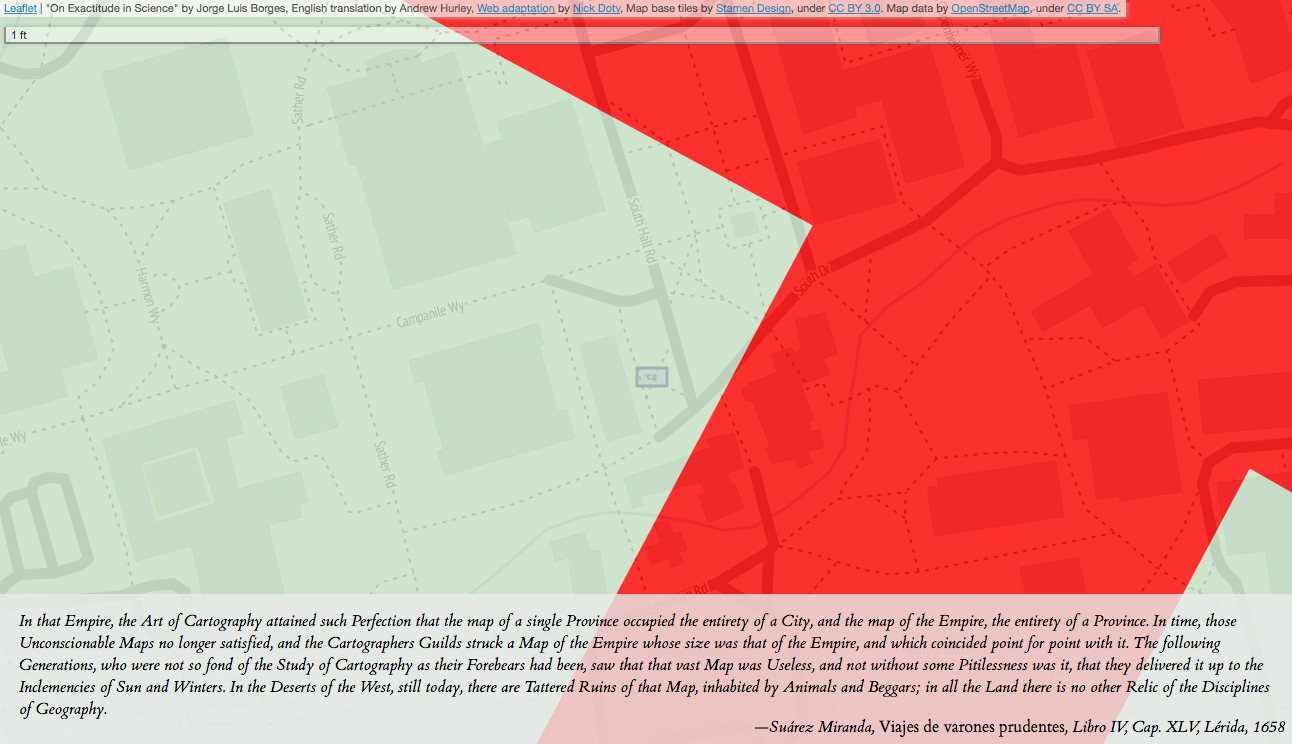 Leaflet | "On Exactitude in Science" by Jorge Luis Borges, English translation by Andrew Hurley, Web adaptation by Nick Doty, Map base tiles by Stamen Design, under CC BY 3.0. Map data by OpenStreetMap, under CC BY SA.
1 ft
Sather Rd
South Hall Rd
Sather Rd
South Dr
Harmon Wy
Campanile Wy
Sather Rd
In that Empire, the Art of Cartography attained such Perfection that the map of a single Province occupied the entirety of a City, and the map of the Empire, the entirety of a Province. In time, those
Unconscionable Maps no longer satisfied, and the Cartographers Guilds struck a Map of the Empire whose size was that of the Empire, and which coincided point for point with it. The following
Generations, who were not so fond of the Study of Cartography as their Forebears had been, saw that that vast Map was Useless, and not without some Pitilessness was it, that they delivered it up to the
Inclemencies of Sun and Winters. In the Deserts of the West, still today, there are Tattered Ruins of that Map, inhabited by Animals and Beggars; in all the Land there is no other Relic of the Disciplines
of Geography.
—Suárez Miranda, Viajes de varones prudentes, Libro IV, Cap. XLV, Lérida, 1658